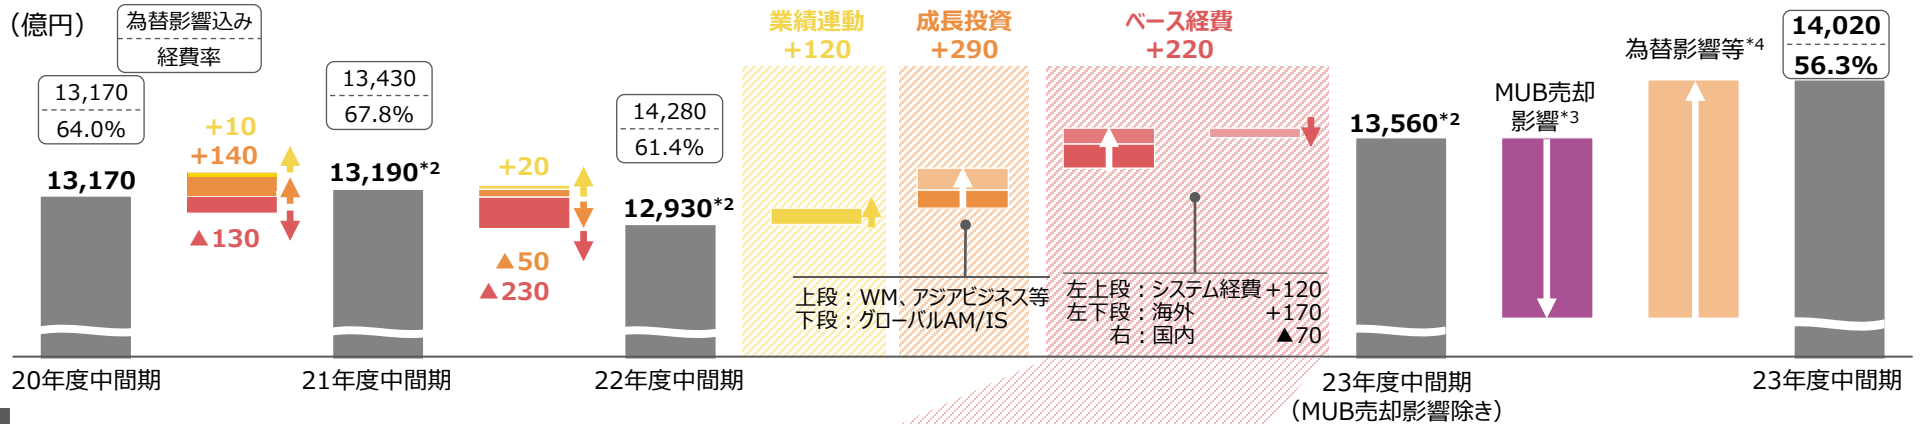 (億円)
為替影響込み
経費率
13,170
64.0%
13,170
+10
+140
▲130
13,430
67.8%
13,190*2
+20
▲50
▲230
14,280
61.4%
12,930*2
業績連動
+120
成長投資
+290
ベース経費
+220
上段：WM、アジアビジネス等
下段：グローバルAM/IS
左上段：システム経費+120
左下段：海外 +170
右：国内 ▲70
13,560*2
MUB売却
影響*3
為替影響等*4
14,020
56.3%
20年度中間期
21年度中間期
22年度中間期
23年度中間期
(MUB売却影響除き)
23年度中間期